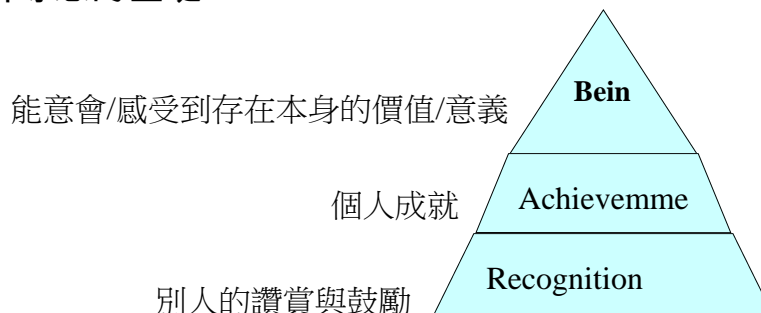 能意會/感受到存在本身的價值/意義
Bein
個人成就
Achievemme
Recognition
別人的讚賞與鼓勵